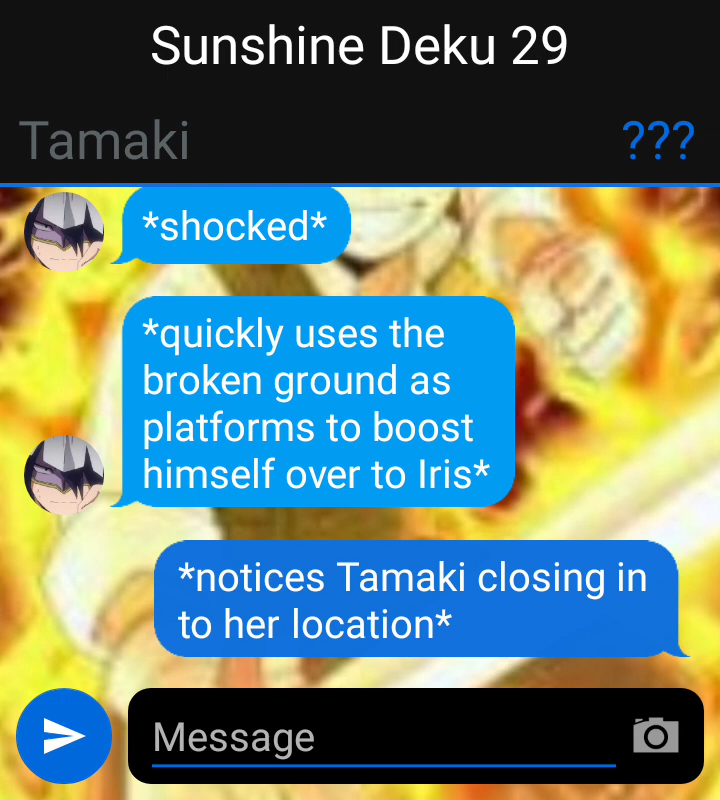 Sunshine Deku 29
Tamaki
???
*shocked*
*quickly uses the
broken ground as
platforms to boost
himself over to Iris*
*notices Tamaki closing in
to her location*
Message